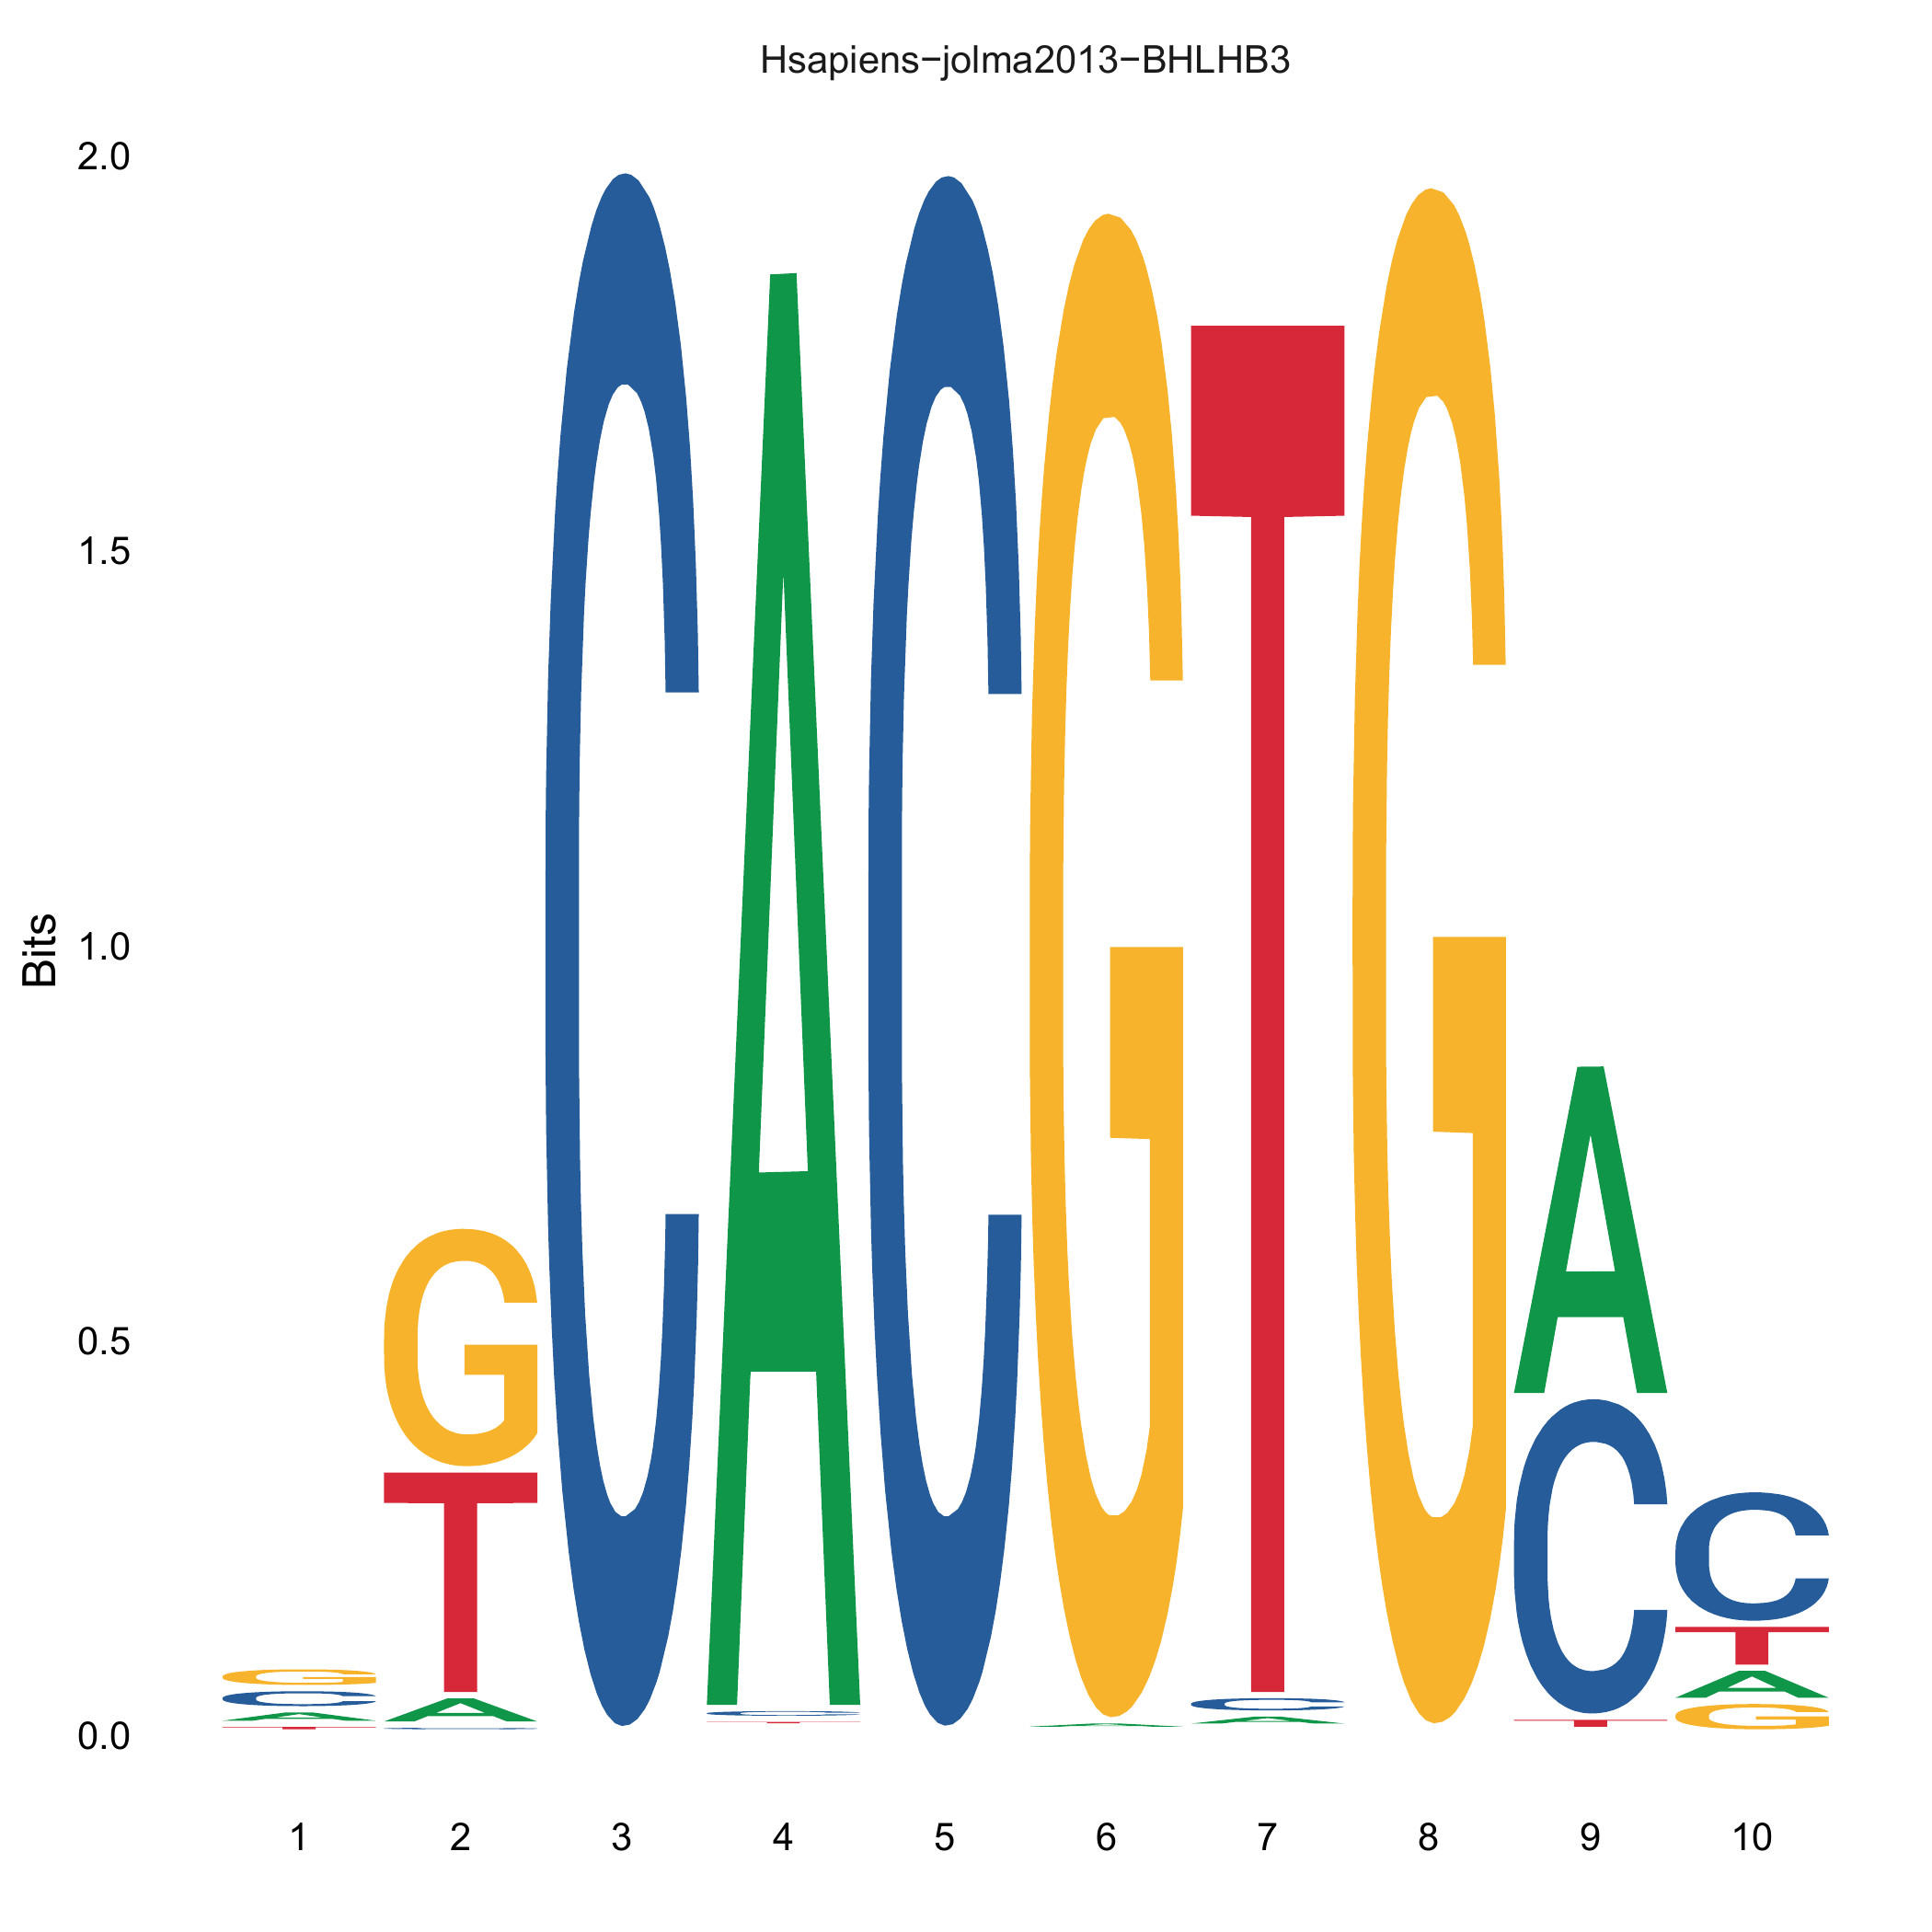 Hsapiens−jolma2013−BHLHB3
2.0
1.5
1.0
0.5
0.0
Bits
G C A T
G T A C
C
A C T
C
G A
T C A
G
A C T
C T A G
1 2 3 4 5 6 7 8 9 10